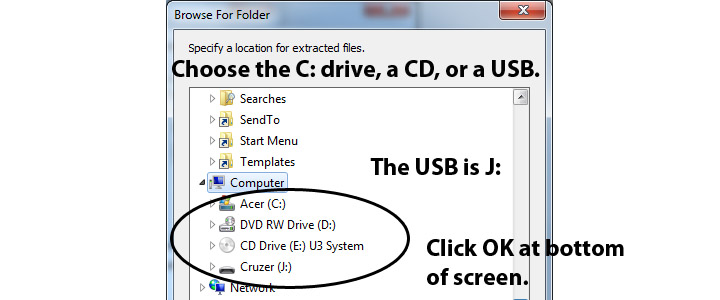 Browse For Folder
Specify a location for extracted files.
Choose the C: drive, a CD, or a USB.
Searches
SendTo
Start Menu
Templates
The USB is J:
Computer
Acer (C:)
DVD RW Drive (D:)
CD Drive (E:) U3 System
Cruzer (J:)
Click OK at bottom
of screen.
Network